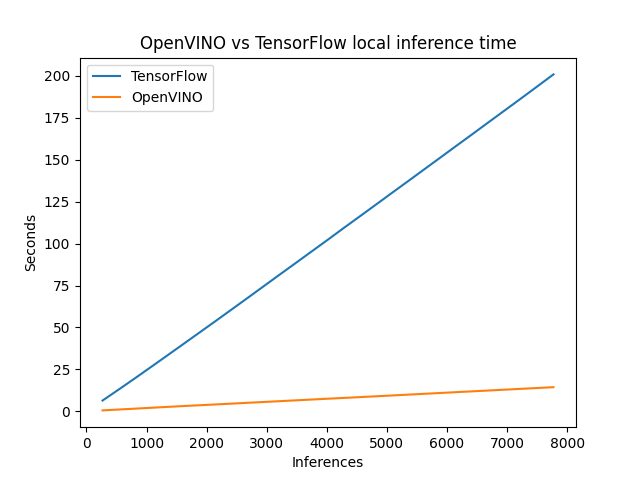 OpenVINO vs TensorFlow local inference time
TensorFlow
OpenVINO
200
175
150
125
100
75
50
25
0
Seconds
0 1000 2000 3000 4000 5000 6000 7000 8000
Inferences